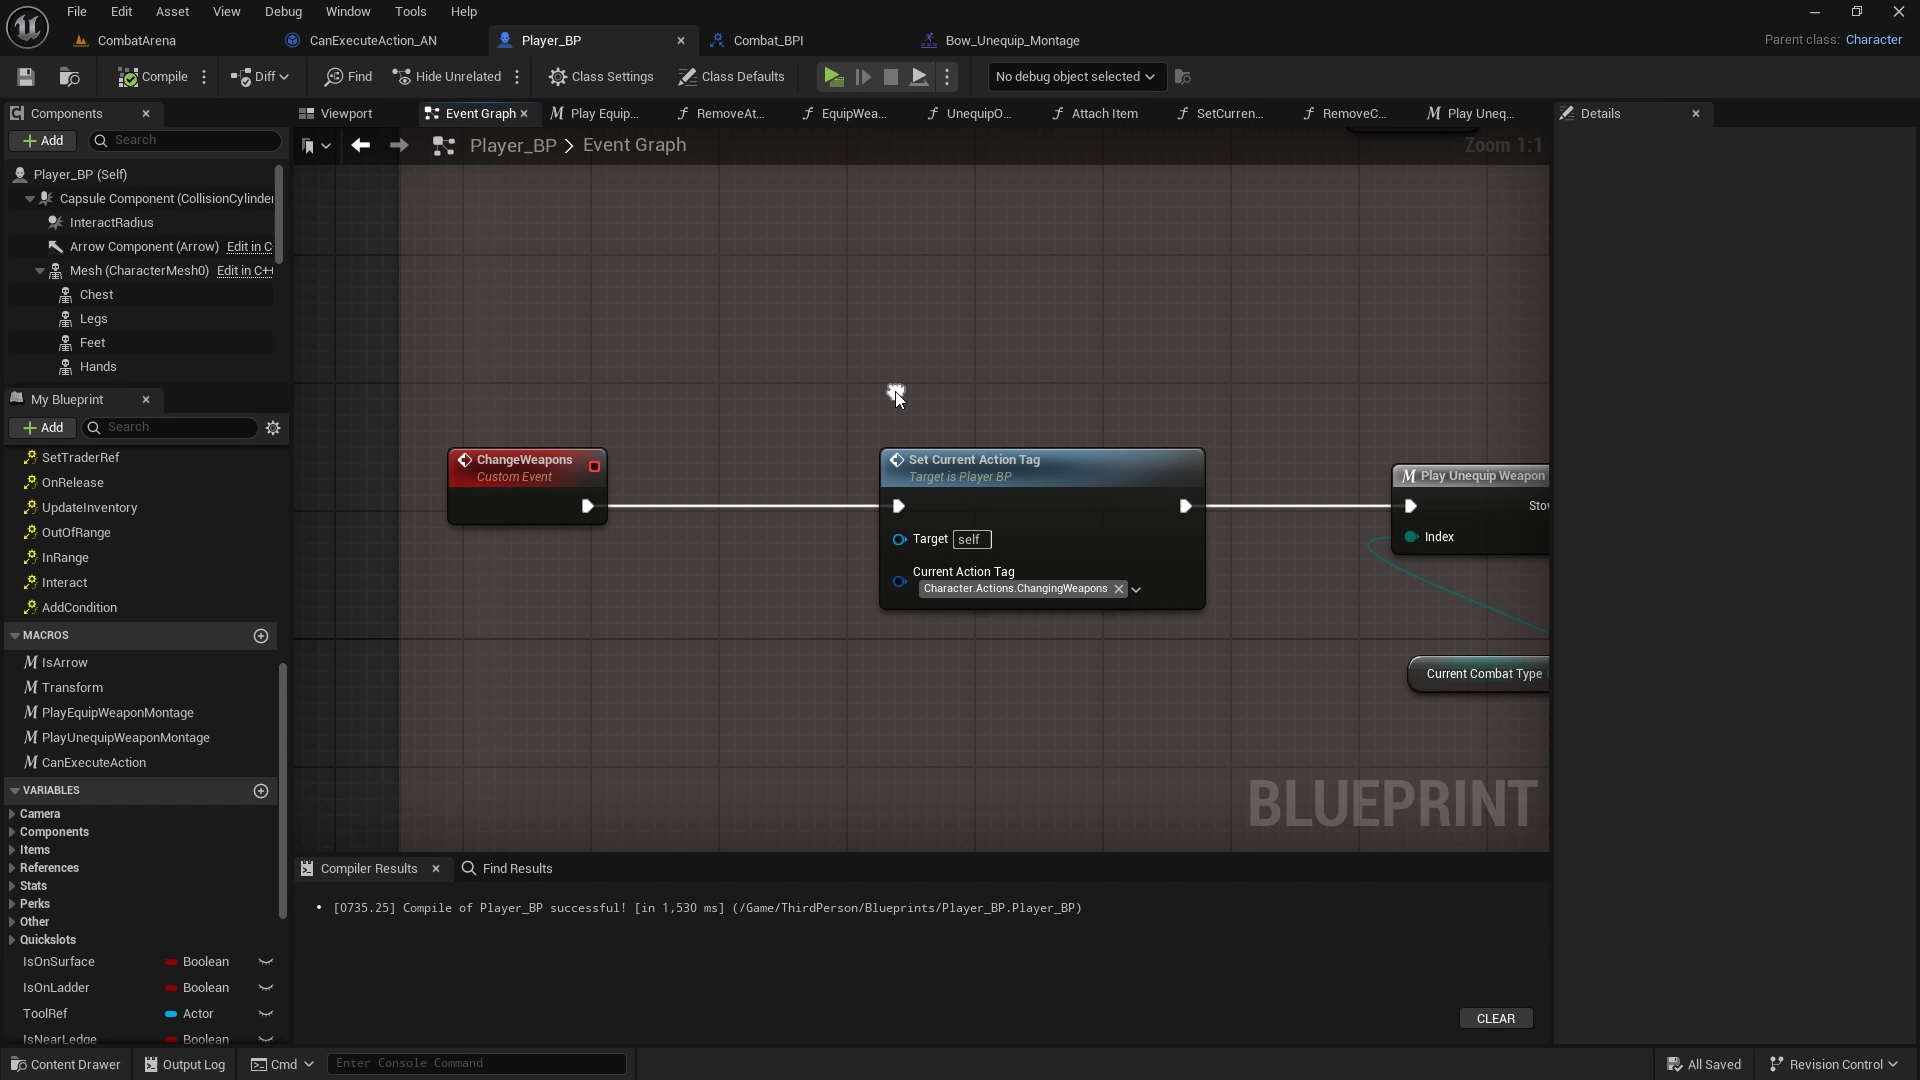 File Edit Asset View Debug Window Tools Help
CombatArena CanExecuteAction_AN Player_BP Combat_BPI Bow_Unequip_Montage Parent class: Character
Compile Diff Find Hide Unrelated Class Settings Class Defaults No debug object selected
Components Viewport Event Graph Play Equip... RemoveAt... EquipWea... UnequipO... Attach Item SetCurren... RemoveC... Play Uneq... Details
Add Search
Player_BP > Event Graph Zoom 1:1
Player_BP (Self)
Capsule Component (CollisionCylinder
InteractRadius
Arrow Component (Arrow) Edit in C
Mesh (CharacterMesh0) Edit in C++
Chest
Legs
Feet
Hands
My Blueprint
Add Search
SetTraderRef
OnRelease
UpdateInventory
OutOfRange
InRange
Interact
AddCondition
MACROS
IsArrow
Transform
PlayEquipWeaponMontage
PlayUnequipWeaponMontage
CanExecuteAction
VARIABLES
Camera
Components
Items
References
Stats
Perks
Other
Quickslots
IsOnSurface Boolean
IsOnLadder Boolean
ToolRef Actor
IsNearLedge Boolean
ChangeWeapons
Custom Event
Set Current Action Tag
Target is Player BP
Target self
Current Action Tag
Character.Actions.ChangingWeapons
Play Unequip Weapon
Stow
Index
Current Combat Type
BLUEPRINT
Compiler Results Find Results
• [0735.25] Compile of Player_BP successful! [in 1,530 ms] (/Game/ThirdPerson/Blueprints/Player_BP.Player_BP)
CLEAR
Content Drawer Output Log Cmd Enter Console Command All Saved Revision Control